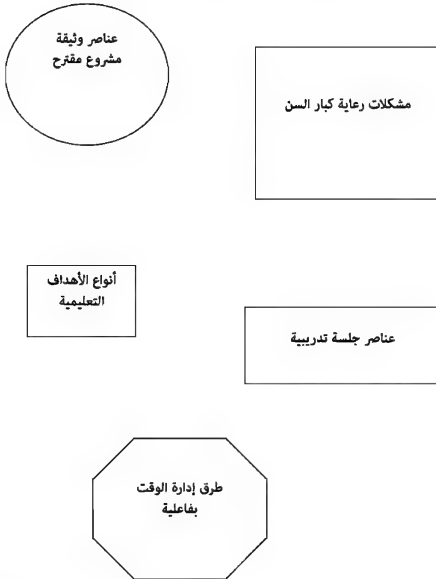 عناصر وثيقة
مشروع مقترح
مشكلات رعاية كبار السن
أنواع الأهداف
التعليمية
عناصر جلسة تدريبية
طرق إدارة الوقت
بفاعلية